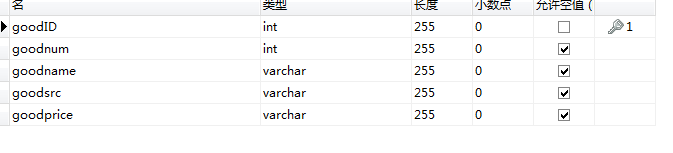 名 类型 长度 小数点 允许空值 (
goodID int 255 0 1
goodnum int 255 0
goodname varchar 255 0
goodsrc varchar 255 0
goodprice varchar 255 0